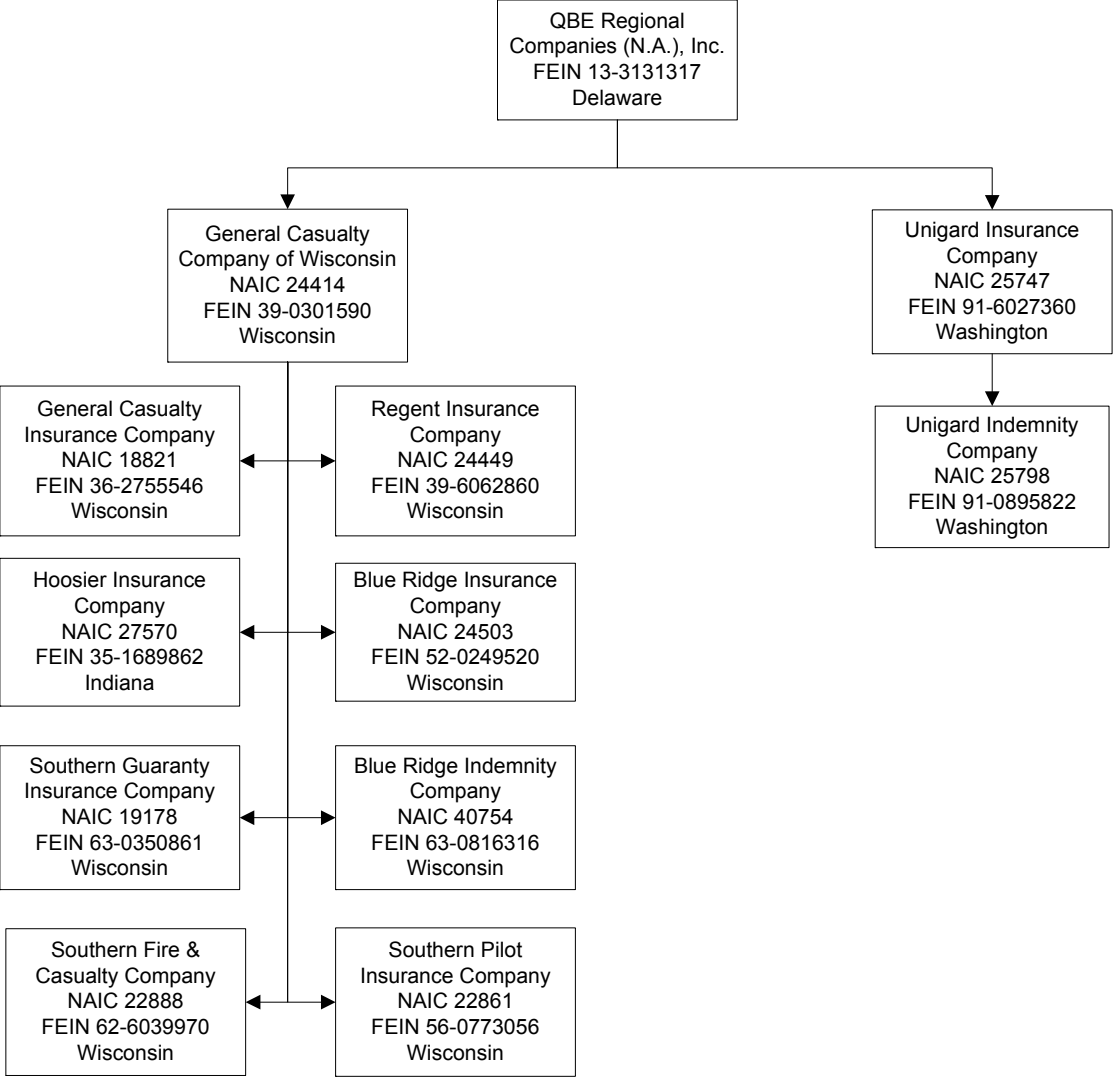 QBE Regional
Companies (N.A.), Inc.
FEIN 13-3131317
Delaware
General Casualty
Company of Wisconsin
NAIC 24414
FEIN 39-0301590
Wisconsin
Unigard Insurance
Company
NAIC 25747
FEIN 91-6027360
Washington
General Casualty
Insurance Company
NAIC 18821
FEIN 36-2755546
Wisconsin
Regent Insurance
Company
NAIC 24449
FEIN 39-6062860
Wisconsin
Unigard Indemnity
Company
NAIC 25798
FEIN 91-0895822
Washington
Hoosier Insurance
Company
NAIC 27570
FEIN 35-1689862
Indiana
Blue Ridge Insurance
Company
NAIC 24503
FEIN 52-0249520
Wisconsin
Southern Guaranty
Insurance Company
NAIC 19178
FEIN 63-0350861
Wisconsin
Blue Ridge Indemnity
Company
NAIC 40754
FEIN 63-0816316
Wisconsin
Southern Fire &
Casualty Company
NAIC 22888
FEIN 62-6039970
Wisconsin
Southern Pilot
Insurance Company
NAIC 22861
FEIN 56-0773056
Wisconsin